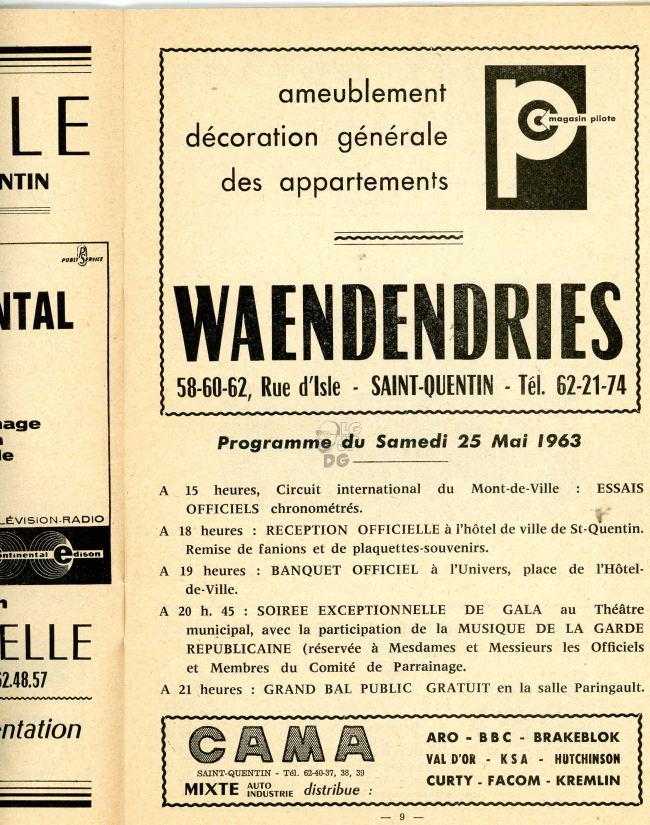 LLE
NTIN
PUBLI SERVICE
NTAL
nage
n
le
LÉVISION-RADIO
ontinental edison
n
ELLE
52.48.57
entation
ameublement
décoration générale
des appartements
magasin pilote
WAENDENDRIES
58-60-62, Rue d'Isle - SAINT-QUENTIN - Tél. 62-21-74
Programme du Samedi 25 Mai 1963
LG
DG
A 15 heures, Circuit international du Mont-de-Ville : ESSAIS
OFFICIELS chronométrés.
A 18 heures : RECEPTION OFFICIELLE à l'hôtel de ville de St-Quentin.
Remise de fanions et de plaquettes-souvenirs.
A 19 heures : BANQUET OFFICIEL à l'Univers, place de l'Hôtel-
de-Ville.
A 20 h. 45 : SOIREE EXCEPTIONNELLE DE GALA au Théâtre
municipal, avec la participation de la MUSIQUE DE LA GARDE
REPUBLICAINE (réservée à Mesdames et Messieurs les Officiels
et Membres du Comité de Parrainage.
A 21 heures : GRAND BAL PUBLIC GRATUIT en la salle Paringault.
CAMA
SAINT-QUENTIN - Tél. 62-40-37, 38, 39
MIXTE AUTO INDUSTRIE distribue :
ARO - BBC - BRAKEBLOK
VAL D'OR - KSA - HUTCHINSON
CURTY - FACOM - KREMLIN
— 9 —